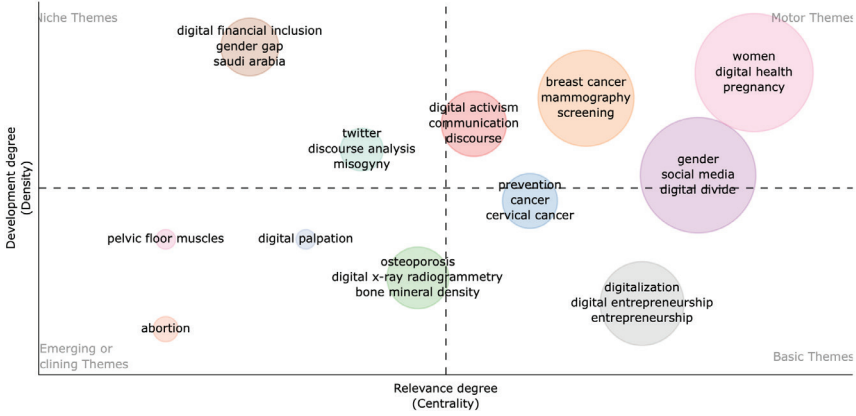 Niche Themes
Motor Themes
digital financial inclusion
gender gap
saudi arabia
women
digital health
pregnancy
breast cancer
mammography
screening
digital activism
communication
discourse
twitter
discourse analysis
misogyny
gender
social media
digital divide
prevention
cancer
cervical cancer
Development degree
(Density)
pelvic floor muscles
digital palpation
osteoporosis
digital x-ray radiogrammetry
bone mineral density
digitalization
digital entrepreneurship
entrepreneurship
abortion
Emerging or
clining Themes
Basic Themes
Relevance degree
(Centrality)